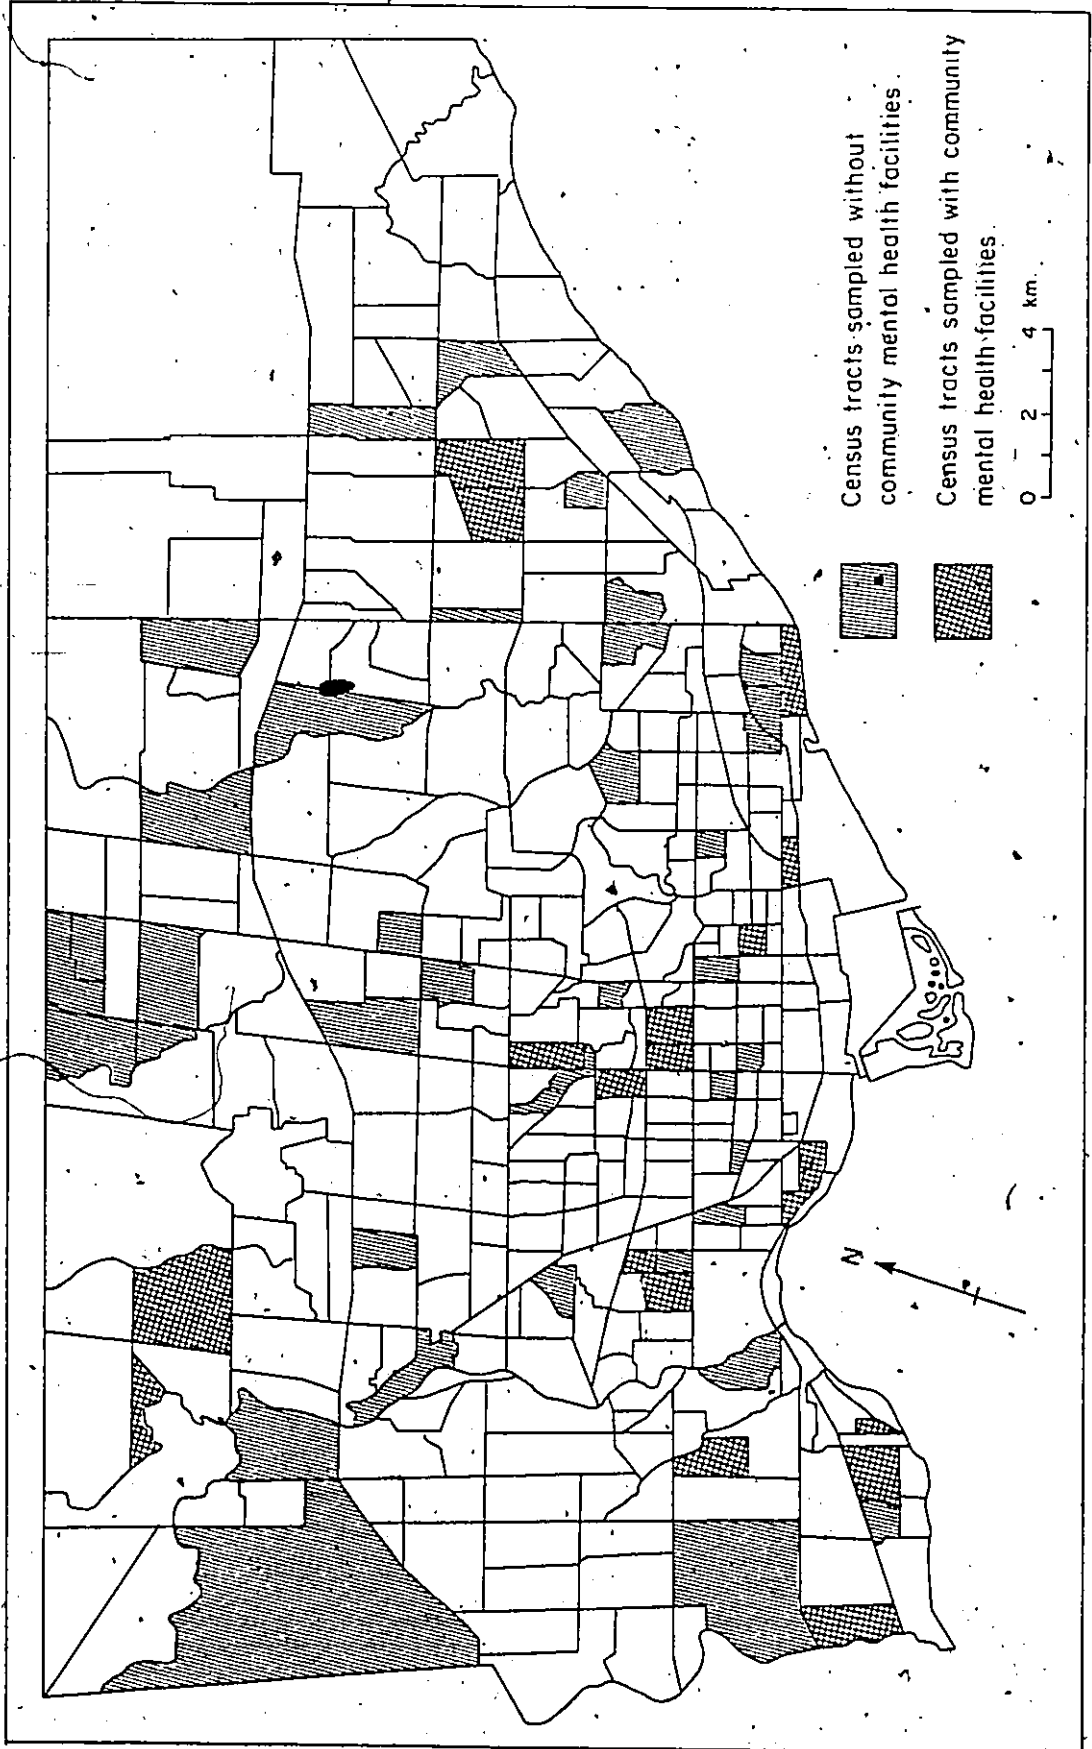 Census tracts sampled without
community mental health facilities.
Census tracts sampled with community
mental health facilities.
0 2 4 km.
N